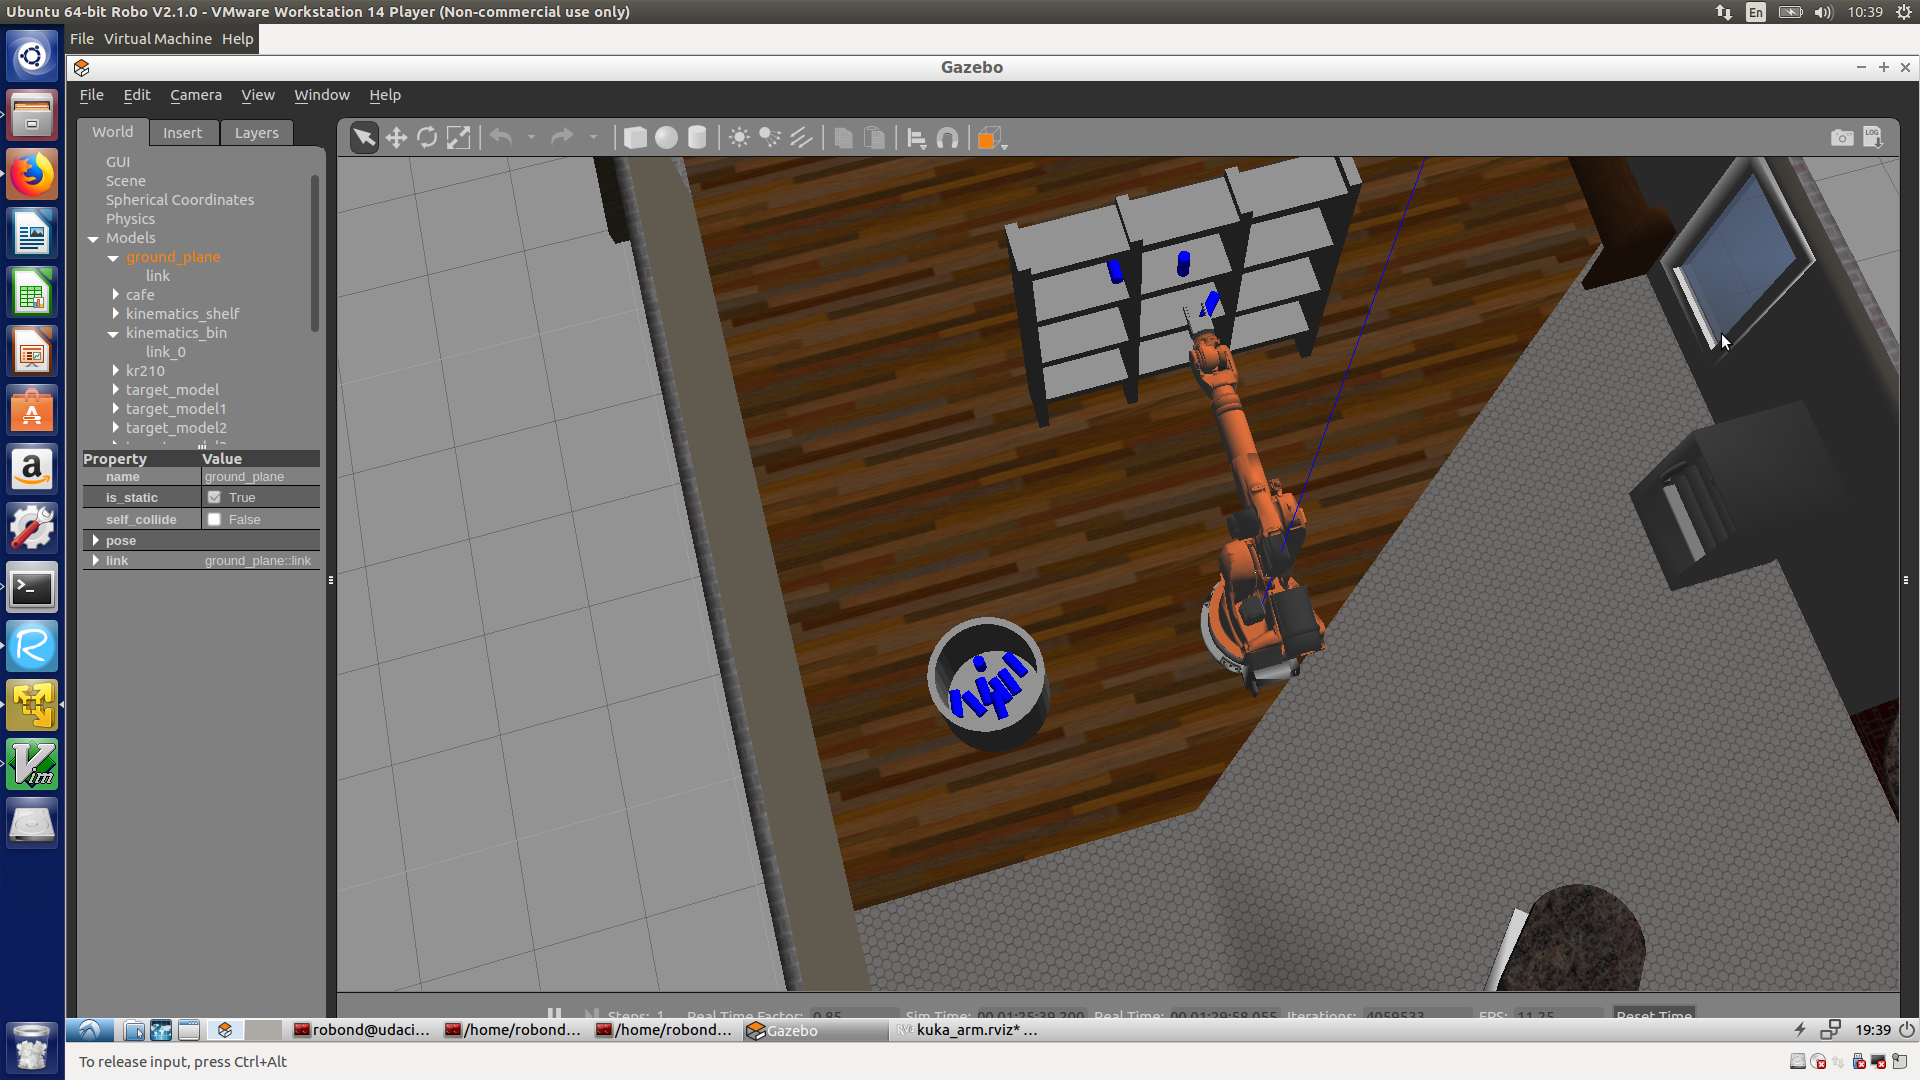 Ubuntu 64-bit Robo V2.1.0 - VMware Workstation 14 Player (Non-commercial use only)
En
10:39
File Virtual Machine Help
Gazebo
File Edit Camera View Window Help
World Insert Layers
LOG
GUI
Scene
Spherical Coordinates
Physics
Models
ground_plane
link
cafe
kinematics_shelf
kinematics_bin
link_0
kr210
target_model
target_model1
target_model2
Property Value
name ground_plane
is_static True
self_collide False
pose
link ground_plane::link
Steps: 1 Real Time Factor: 0.85 Sim Time: 00 01:25:39.200 Real Time: 00 01:28:58.055 Iterations: 4059533 FPS: 11.25 Reset Time
robond@udaci... /home/robond... /home/robond... Gazebo kuka_arm.rviz* ...
19:39
To release input, press Ctrl+Alt